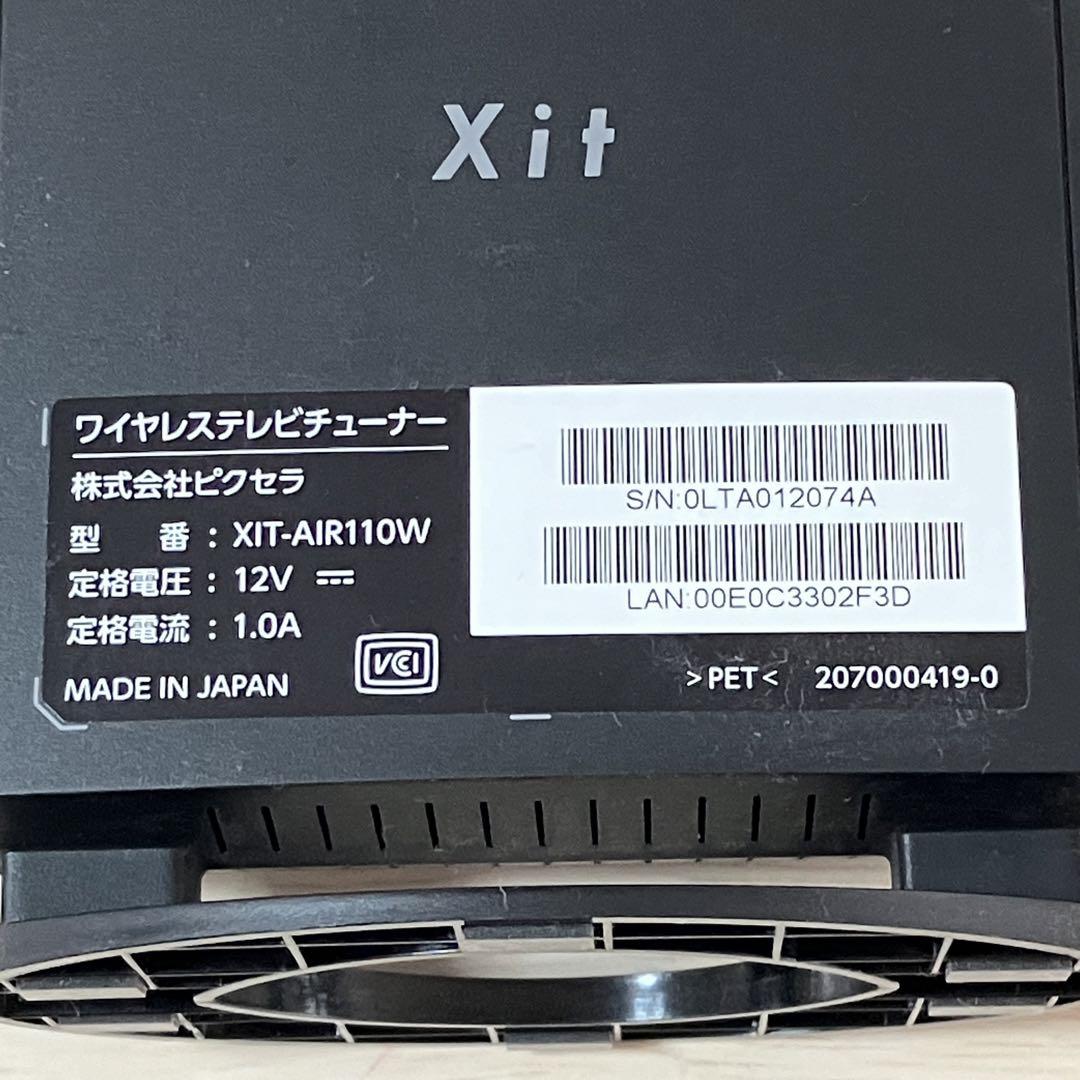 Xit
ワイヤレステレビチューナー
株式会社ピクセラ
型 番 : XIT-AIR110W
定格電圧 : 12V
定格電流 : 1.0A
MADE IN JAPAN
VCCI
S/N:0LTA012074A
LAN:00E0C3302F3D
>PET< 207000419-0